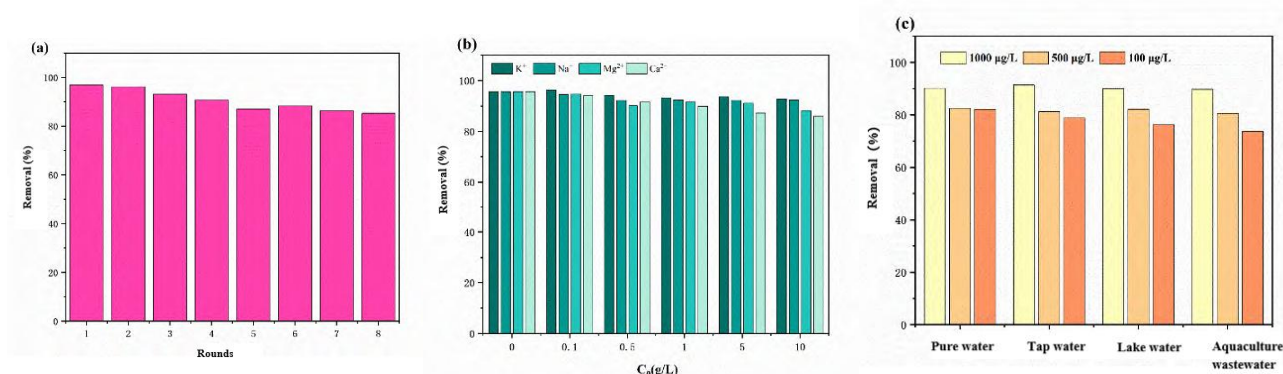 (a)
100
80
60
40
20
0
Removal (%)
1 2 3 4 5 6 7 8
Rounds
(b)
K⁺ Na⁺ Mg²⁺ Ca²⁺
100
80
60
40
20
0
Removal (%)
0 0.1 0.5 1 5 10
C₀(g/L)
(c)
1000 μg/L 500 μg/L 100 μg/L
100
80
60
40
20
0
Removal (%)
Pure water Tap water Lake water Aquaculture
wastewater